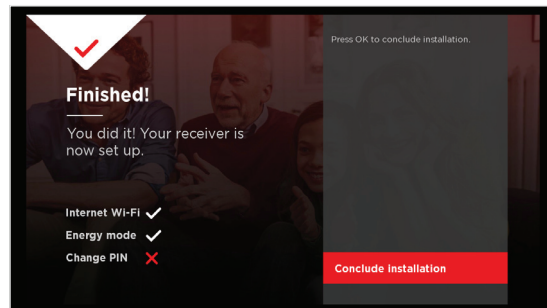 Finished!
You did it! Your receiver is
now set up.
Internet Wi-Fi
Energy mode
Change PIN
Press OK to conclude installation.
Conclude installation